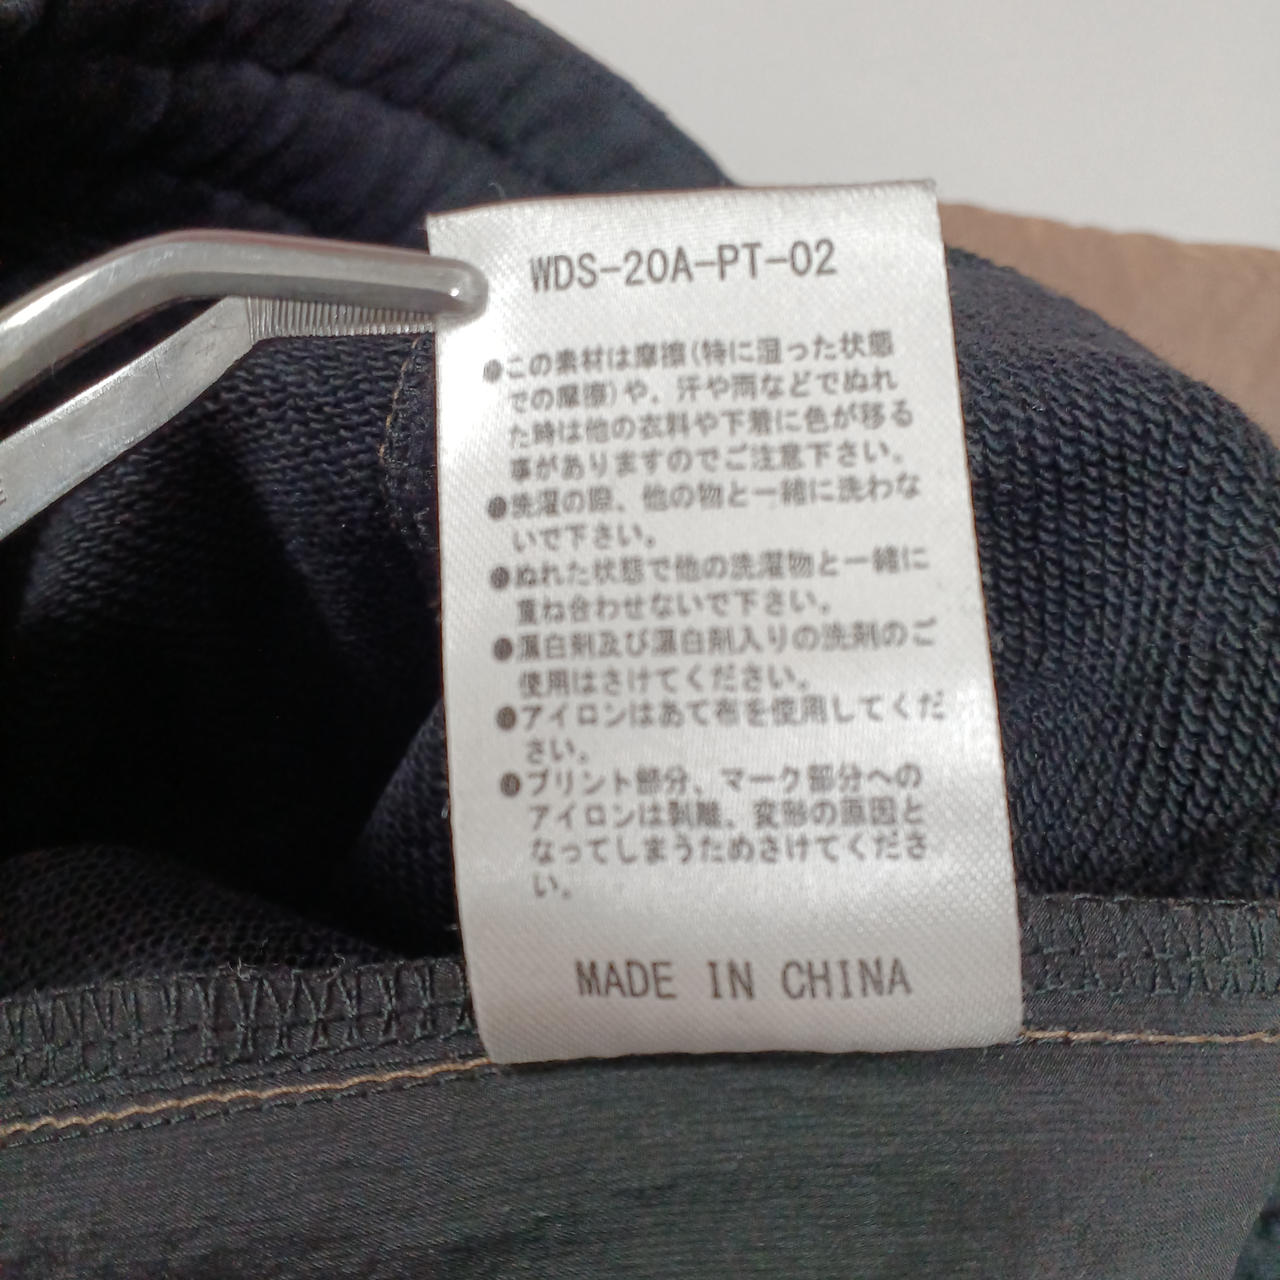 WDS-20A-PT-02
●この素材は摩擦(特に湿った状態
での摩擦)や、汗や雨などでぬれ
た時は他の衣料や下着に色が移る
事がありますのでご注意下さい。
●洗濯の際、他の物と一緒に洗わな
いで下さい。
●ぬれた状態で他の洗濯物と一緒に
重ね合わせないで下さい。
●蛍白剤及び蛍白剤入りの洗剤のご
使用はさけてください。
●アイロンはあて布を使用してくだ
さい。
●プリント部分、マーク部分への
アイロンは剥離、変形の原因と
なってしまうためさけてくださ
い。
MADE IN CHINA